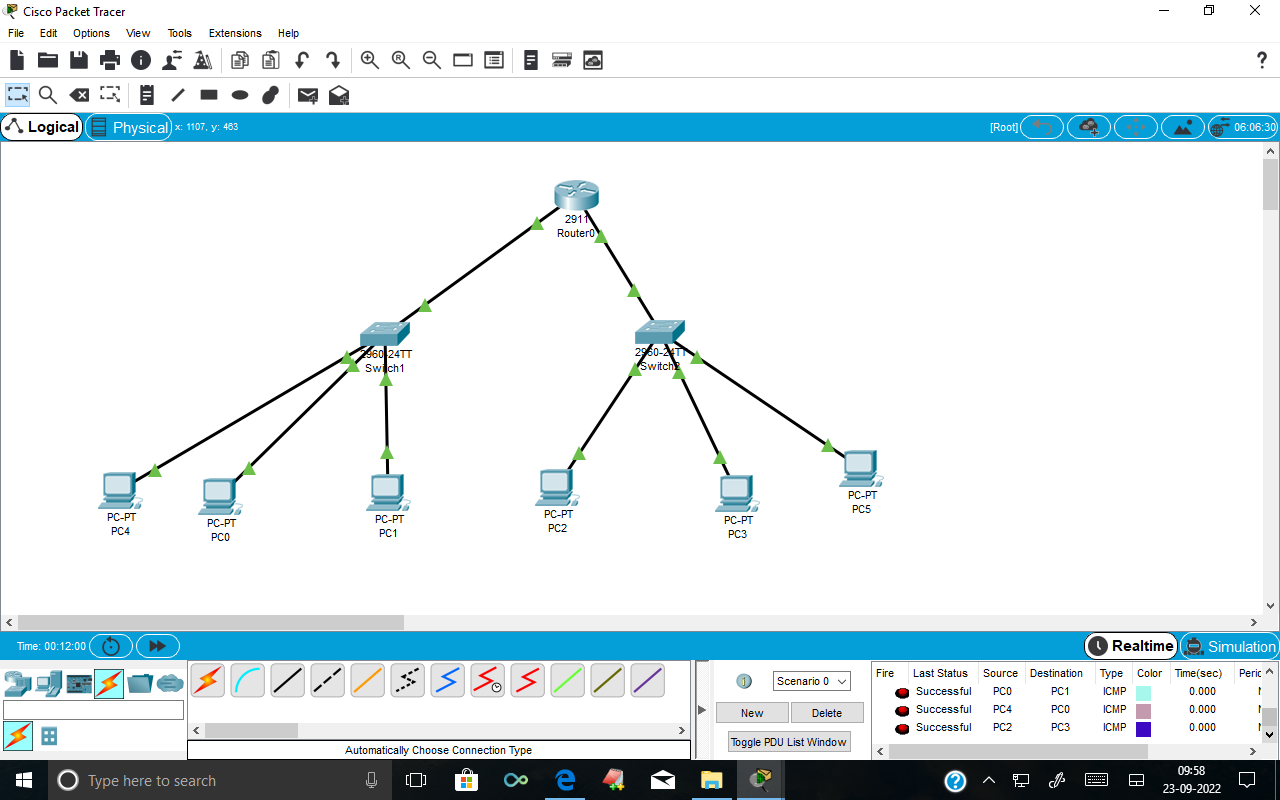 Cisco Packet Tracer
File Edit Options View Tools Extensions Help
Logical Physical x: 1107, y: 463 [Root] 06:06:30
2911
Router0
2960-24TT
Switch1
2960-24TT
Switch2
PC-PT
PC4
PC-PT
PC0
PC-PT
PC1
PC-PT
PC2
PC-PT
PC3
PC-PT
PC5
Time: 00:12:00 Realtime Simulation
Scenario 0
New Delete
Toggle PDU List Window
Automatically Choose Connection Type
Fire Last Status Source Destination Type Color Time(sec) Peric
Successful PC0 PC1 ICMP 0.000 N
Successful PC4 PC0 ICMP 0.000 N
Successful PC2 PC3 ICMP 0.000 N
Type here to search
09:58
23-09-2022